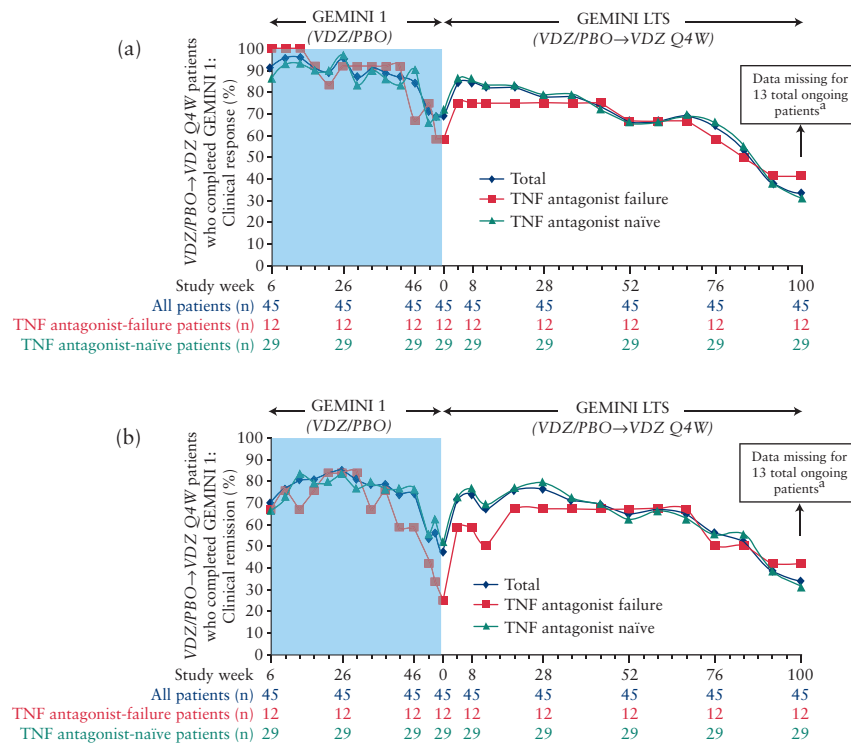 GEMINI 1
(VDZ/PBO)
GEMINI LTS
(VDZ/PBO→VDZ Q4W)
(a)
VDZ/PBO→VDZ Q4W patients
who completed GEMINI 1:
Clinical response (%)
100
90
80
70
60
50
40
30
20
10
0
Data missing for
13 total ongoing
patientsᵃ
Total
TNF antagonist failure
TNF antagonist naïve
Study week 6 26 46 0 8 28 52 76 100
All patients (n) 45 45 45 45 45 45 45 45 45
TNF antagonist-failure patients (n) 12 12 12 12 12 12 12 12 12
TNF antagonist-naïve patients (n) 29 29 29 29 29 29 29 29 29
GEMINI 1
(VDZ/PBO)
GEMINI LTS
(VDZ/PBO→VDZ Q4W)
(b)
VDZ/PBO→VDZ Q4W patients
who completed GEMINI 1:
Clinical remission (%)
100
90
80
70
60
50
40
30
20
10
0
Data missing for
13 total ongoing
patientsᵃ
Total
TNF antagonist failure
TNF antagonist naïve
Study week 6 26 46 0 8 28 52 76 100
All patients (n) 45 45 45 45 45 45 45 45 45
TNF antagonist-failure patients (n) 12 12 12 12 12 12 12 12 12
TNF antagonist-naïve patients (n) 29 29 29 29 29 29 29 29 29